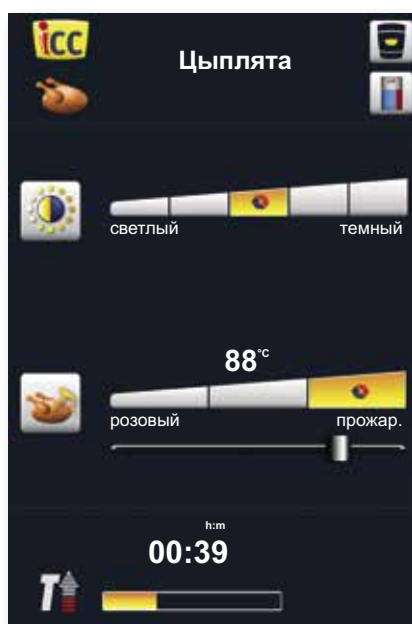 icc
Цыплята
светлый темный
88°C
розовый прожар.
h:m
00:39
T